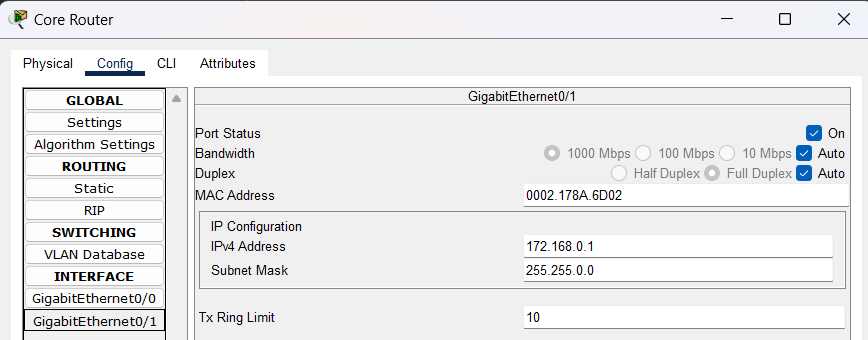 Core Router
Physical Config CLI Attributes
GLOBAL
Settings
Algorithm Settings
ROUTING
Static
RIP
SWITCHING
VLAN Database
INTERFACE
GigabitEthernet0/0
GigabitEthernet0/1
GigabitEthernet0/1
Port Status On
Bandwidth 1000 Mbps 100 Mbps 10 Mbps Auto
Duplex Half Duplex Full Duplex Auto
MAC Address 0002.178A.6D02
IP Configuration
IPv4 Address 172.168.0.1
Subnet Mask 255.255.0.0
Tx Ring Limit 10